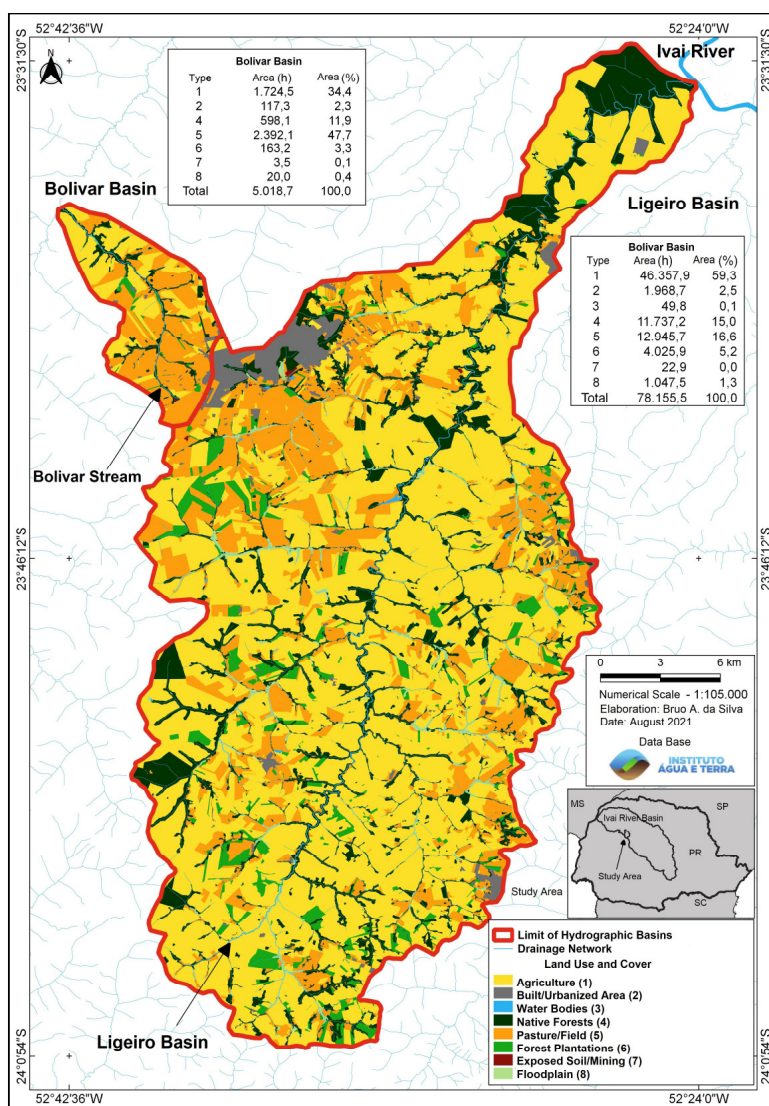 52°42'36"W
52°24'0"W
23°31'30"S
23°31'30"S
N
Bolivar Basin
Type Area (h) Area (%)
1 1.724,5 34,4
2 117,3 2,3
4 598,1 11,9
5 2.392,1 47,7
6 163,2 3,3
7 3,5 0,1
8 20,0 0,4
Total 5.018,7 100,0
Ivai River
Bolivar Basin
Ligeiro Basin
Bolivar Basin
Type Area (h) Area (%)
1 46.357,9 59,3
2 1.968,7 2,5
3 49,8 0,1
4 11.737,2 15,0
5 12.945,7 16,6
6 4.025,9 5,2
7 22,9 0,0
8 1.047,5 1,3
Total 78.155,5 100,0
Bolivar Stream
23°46'12"S
23°46'12"S
0 3 6 km
Numerical Scale - 1:105.000
Elaboration: Bruo A. da Silva
Date: August 2021
Data Base
INSTITUTO
ÁGUA E TERRA
MS
SP
Ivai River Basin
PR
Study Area
SC
Study Area
Limit of Hydrographic Basins
Drainage Network
Land Use and Cover
Agriculture (1)
Built/Urbanized Area (2)
Water Bodies (3)
Native Forests (4)
Pasture/Field (5)
Forest Plantations (6)
Exposed Soil/Mining (7)
Floodplain (8)
Ligeiro Basin
24°0'54"S
24°0'54"S
52°42'36"W
52°24'0"W